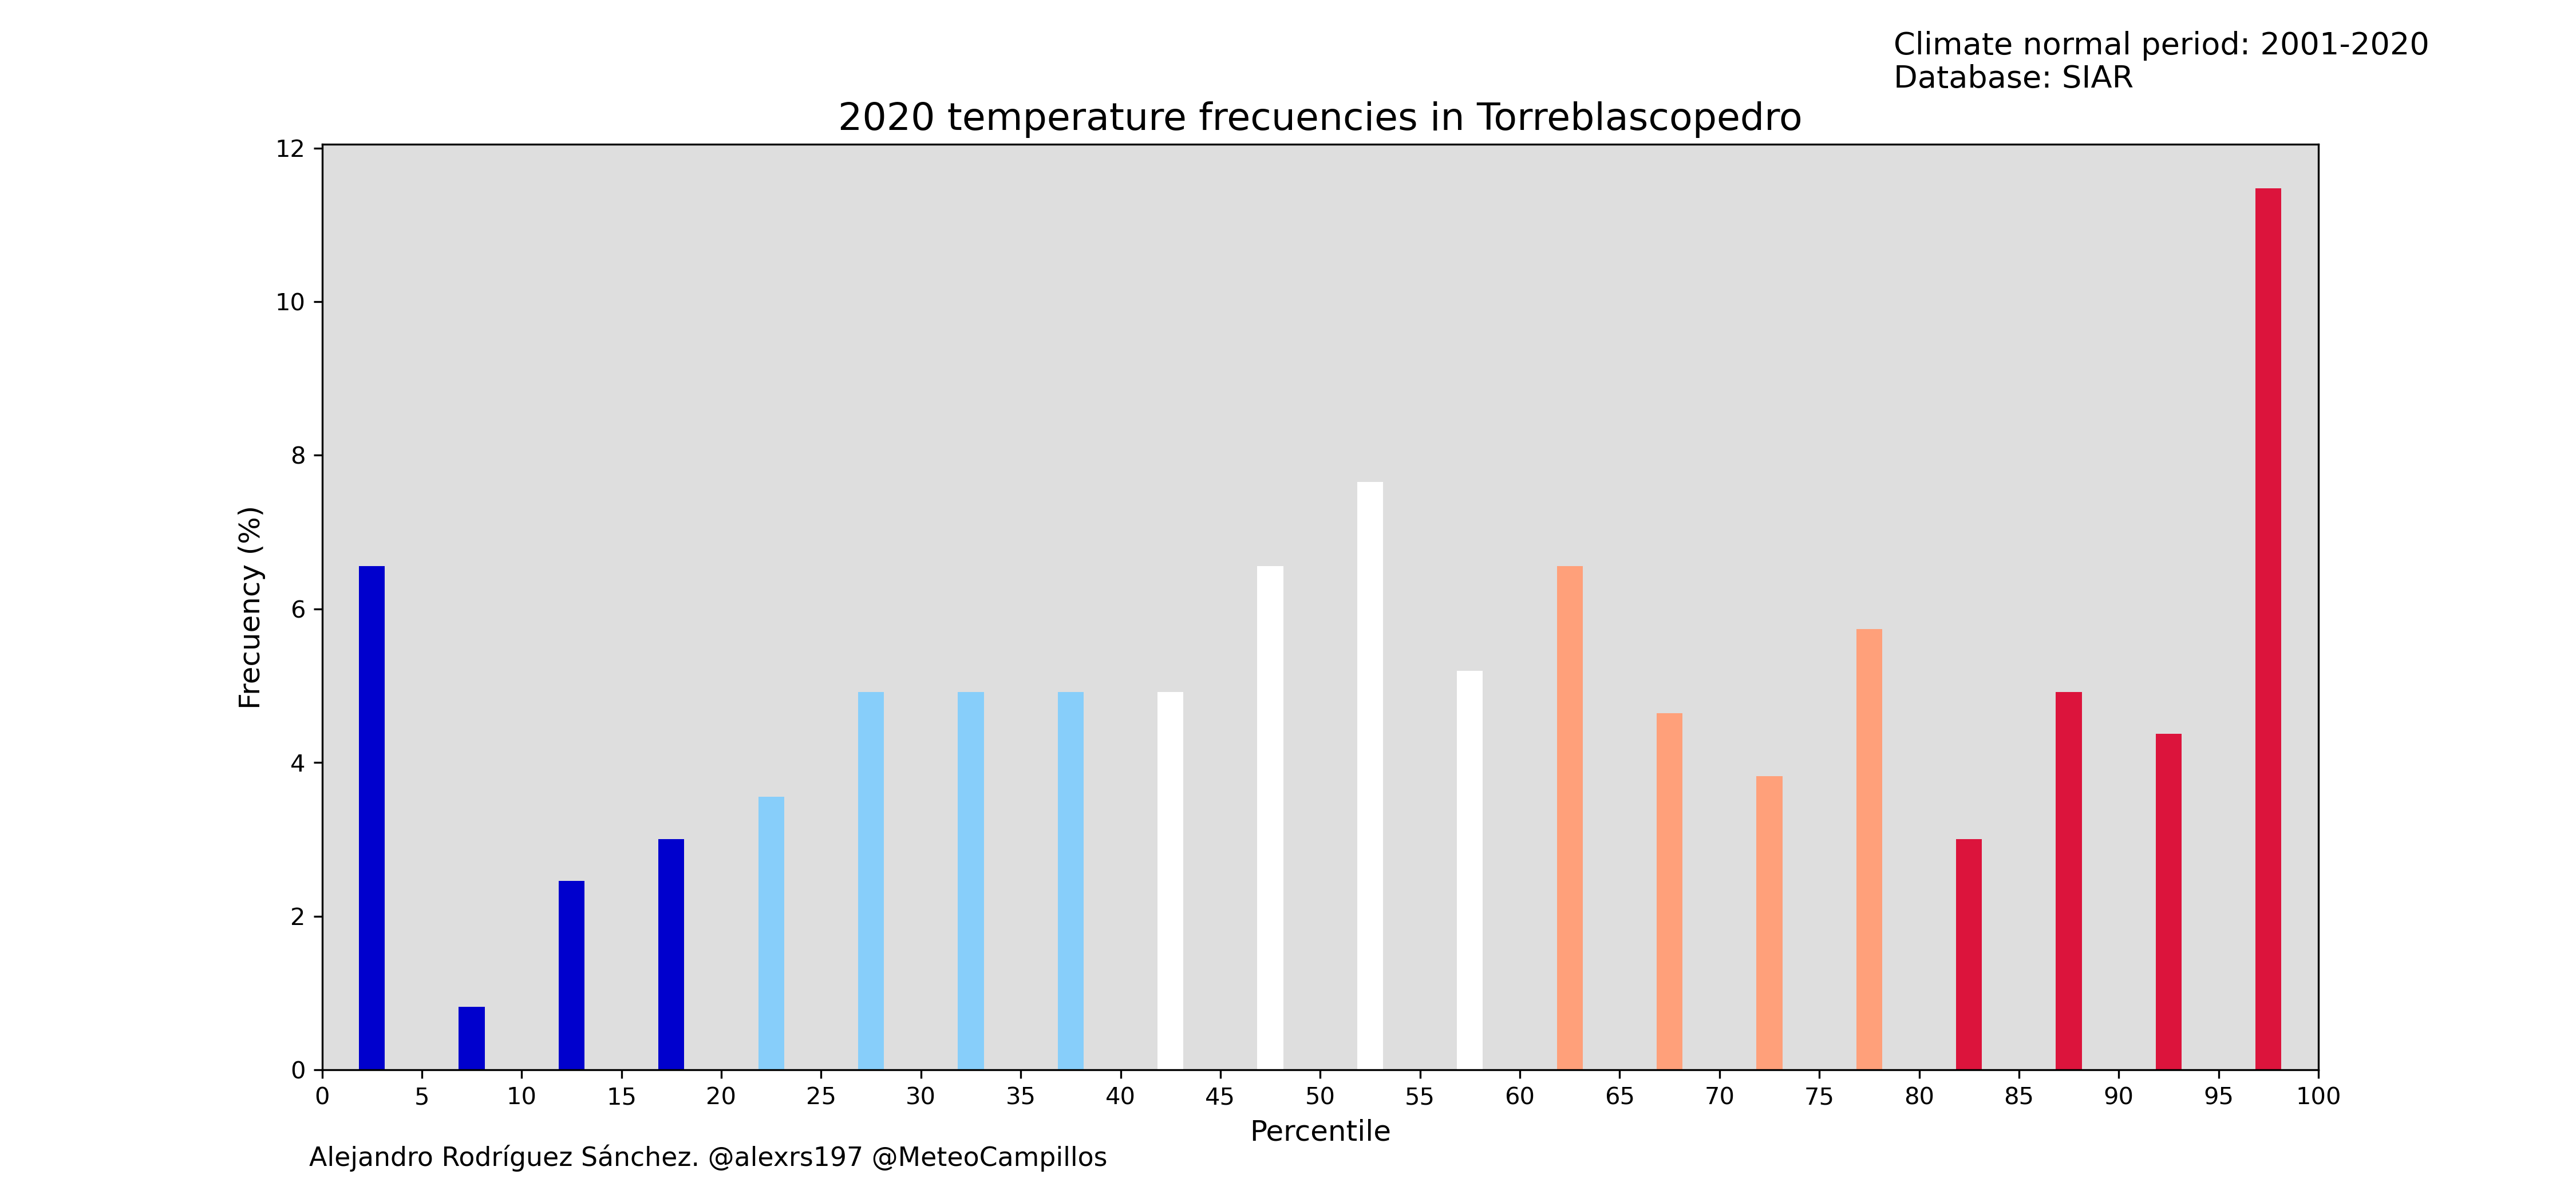 Climate normal period: 2001-2020
Database: SIAR
2020 temperature frecuencies in Torreblascopedro
12
10
8
6
4
2
0
Frecuency (%)
0 5 10 15 20 25 30 35 40 45 50 55 60 65 70 75 80 85 90 95 100
Percentile
Alejandro Rodríguez Sánchez. @alexrs197 @MeteoCampillos